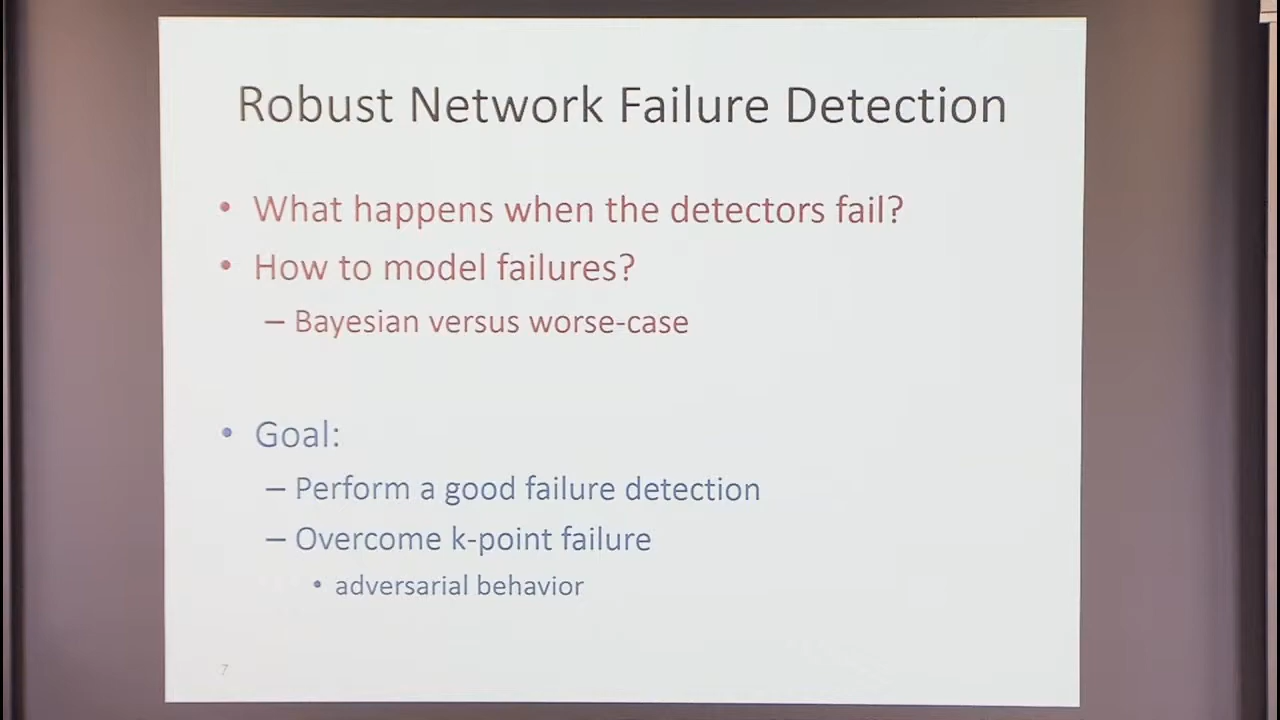 Robust Network Failure Detection
• What happens when the detectors fail?
• How to model failures?
– Bayesian versus worse-case
• Goal:
– Perform a good failure detection
– Overcome k-point failure
• adversarial behavior
7